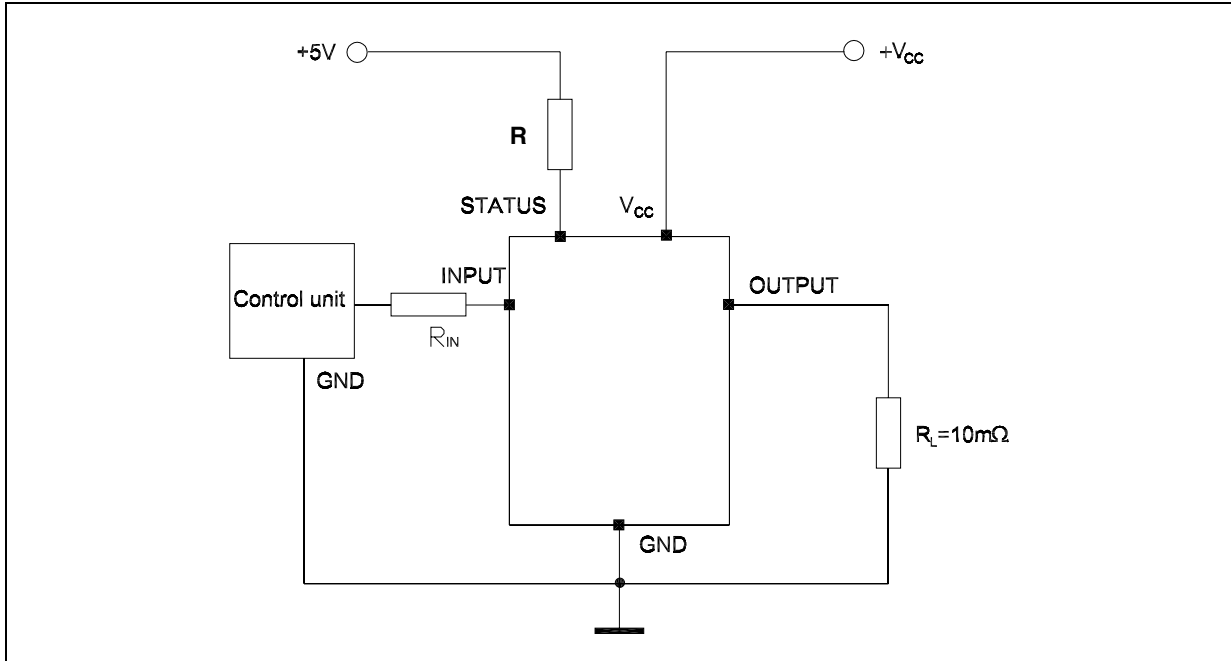 +5V
+VCC
R
STATUS
VCC
INPUT
OUTPUT
Control unit
RIN
GND
RL=10mΩ
GND